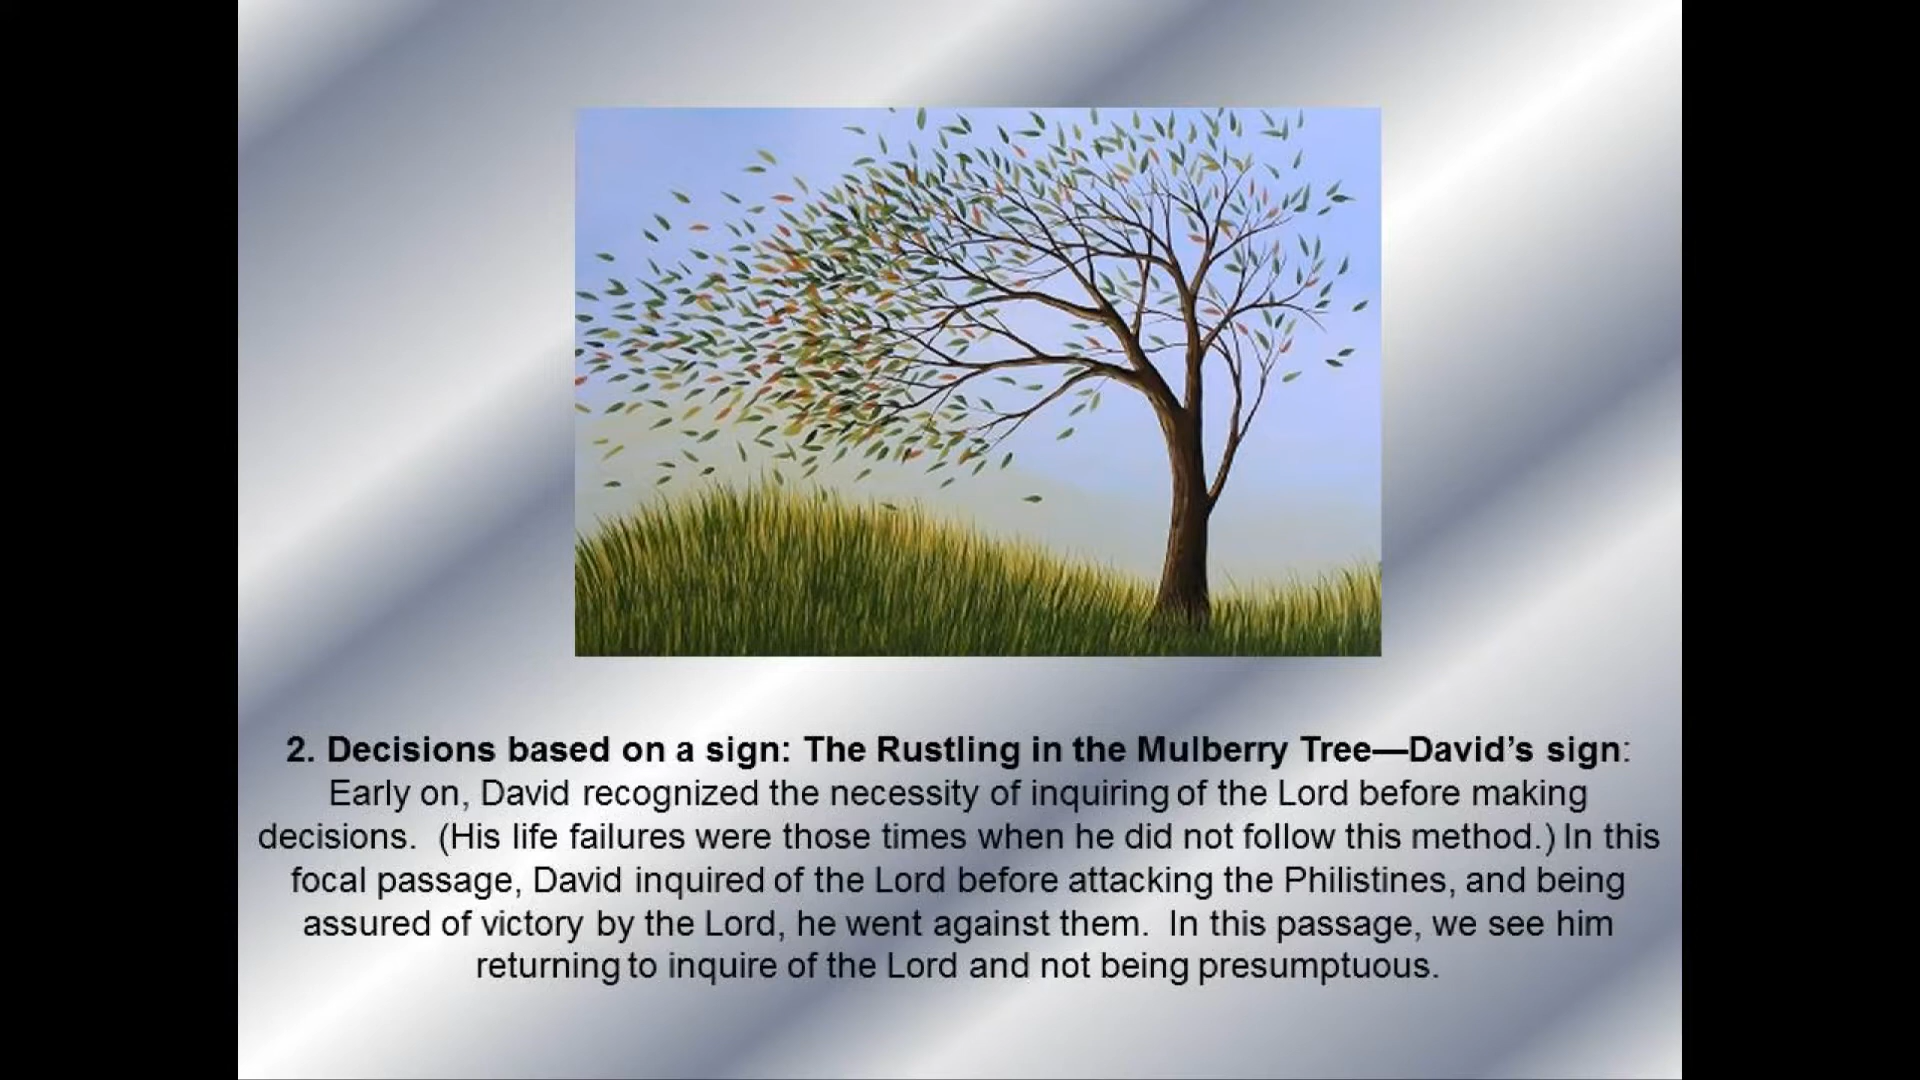 2. Decisions based on a sign: The Rustling in the Mulberry Tree—David’s sign:
Early on, David recognized the necessity of inquiring of the Lord before making
decisions.  (His life failures were those times when he did not follow this method.) In this
focal passage, David inquired of the Lord before attacking the Philistines, and being
assured of victory by the Lord, he went against them.  In this passage, we see him
returning to inquire of the Lord and not being presumptuous.